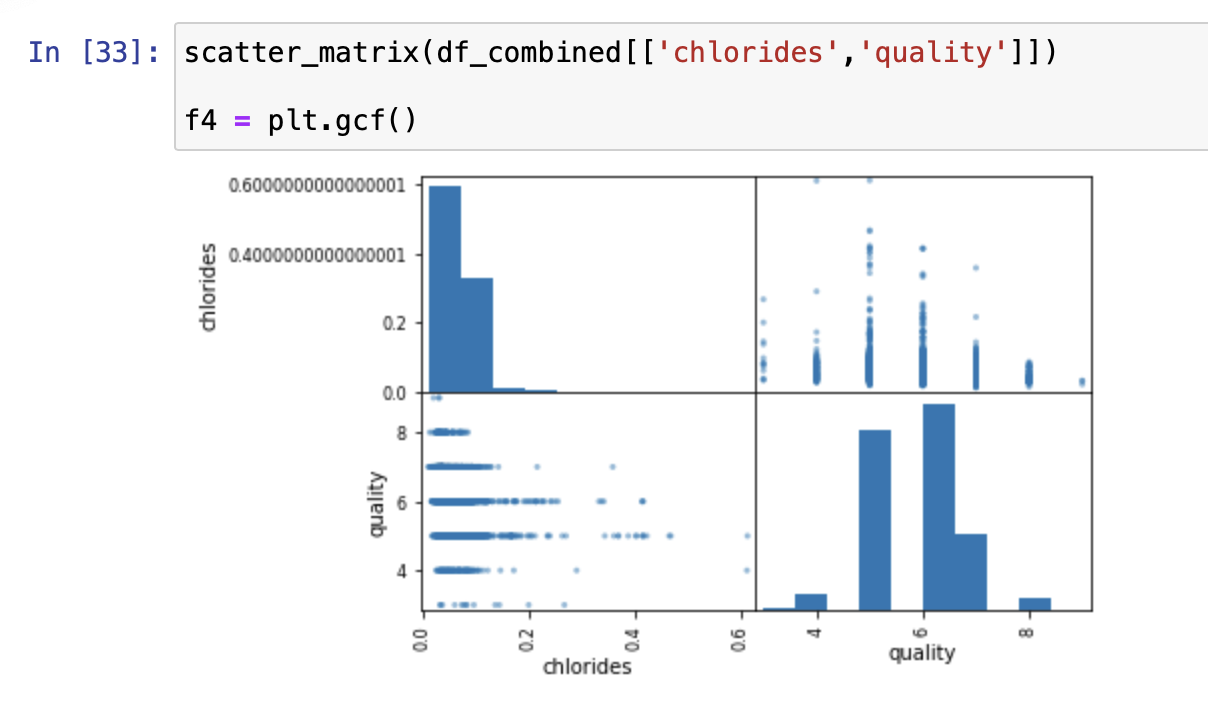 In [33]: scatter_matrix(df_combined[['chlorides','quality']])
f4 = plt.gcf()
0.6000000000000001
0.4000000000000001
0.2
0.0
chlorides
8
6
4
quality
0.0 0.2 0.4 0.6 4 6 8
chlorides quality